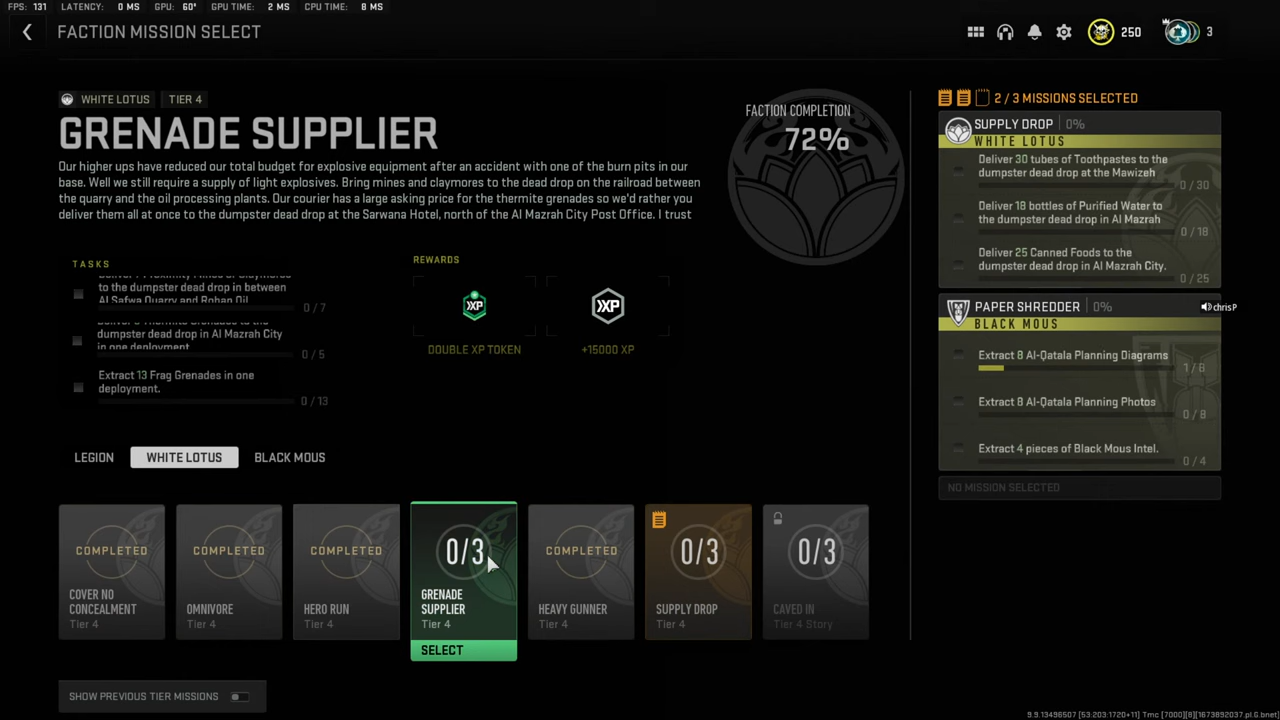 FPS: 131 LATENCY: 0 MS GPU: 60° GPU TIME: 2 MS CPU TIME: 8 MS
FACTION MISSION SELECT
250
3
WHITE LOTUS TIER 4
GRENADE SUPPLIER
Our higher ups have reduced our total budget for explosive equipment after an accident with one of the burn pits in our
base. Well we still require a supply of light explosives. Bring mines and claymores to the dead drop on the railroad between
the quarry and the oil processing plants. Our courier has a large asking price for the thermite grenades so we'd rather you
deliver them all at once to the dumpster dead drop at the Sarwana Hotel, north of the Al Mazrah City Post Office. I trust
FACTION COMPLETION
72%
TASKS
to the dumpster dead drop in between
Al Safwa Quarry and Rohan Oil
0/7
dumpster dead drop in Al Mazrah City
in one deployment.
0/5
Extract 13 Frag Grenades in one
deployment.
0/13
REWARDS
XP
DOUBLE XP TOKEN
XP
+15000 XP
LEGION
WHITE LOTUS
BLACK MOUS
COMPLETED
COVER NO
CONCEALMENT
Tier 4
COMPLETED
OMNIVORE
Tier 4
COMPLETED
HERO RUN
Tier 4
0/3
GRENADE
SUPPLIER
Tier 4
SELECT
COMPLETED
HEAVY GUNNER
Tier 4
0/3
SUPPLY DROP
Tier 4
0/3
CAVED IN
Tier 4 Story
SHOW PREVIOUS TIER MISSIONS
2 / 3 MISSIONS SELECTED
SUPPLY DROP 0%
WHITE LOTUS
Deliver 30 tubes of Toothpastes to the
dumpster dead drop at the Mawizeh
0/30
Deliver 18 bottles of Purified Water to
the dumpster dead drop in Al Mazrah
0/18
Deliver 25 Canned Foods to the
dumpster dead drop in Al Mazrah City.
0/25
PAPER SHREDDER 0%
chrisP
BLACK MOUS
Extract 8 Al-Qatala Planning Diagrams
Extract 8 Al-Qatala Planning Photos
0/8
Extract 4 pieces of Black Mous Intel.
0/4
NO MISSION SELECTED